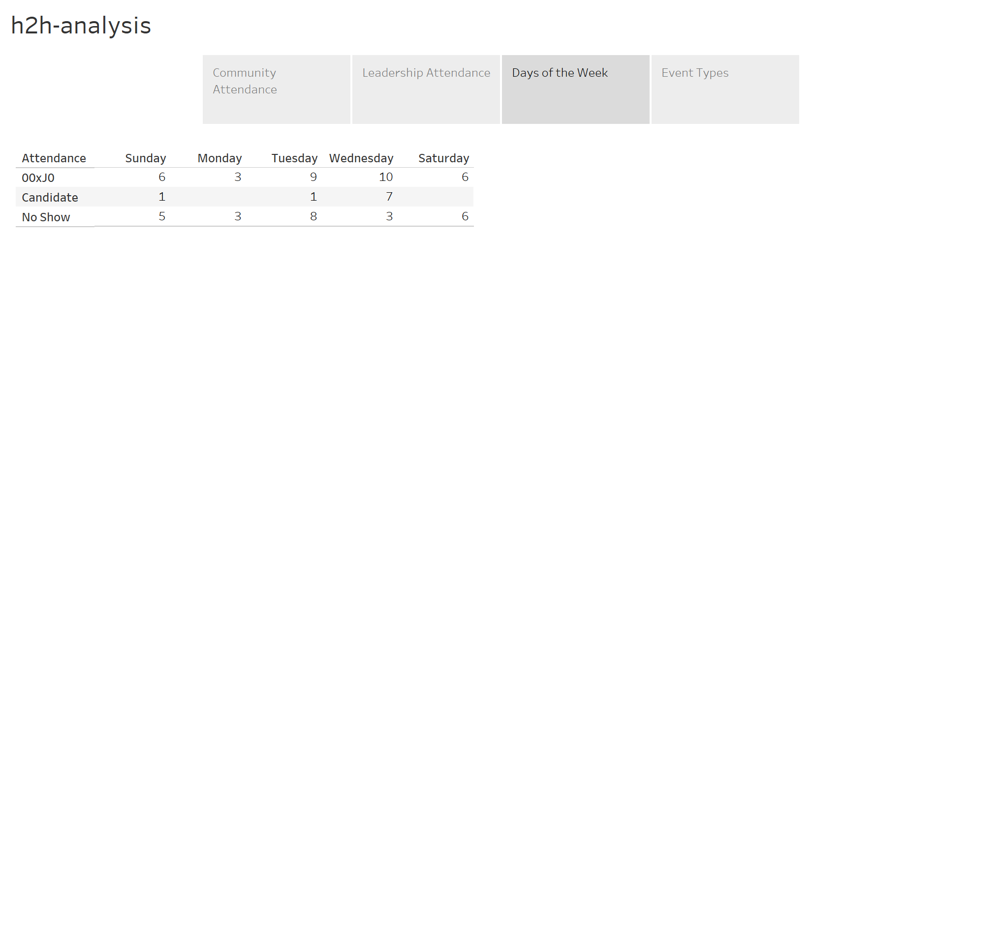 h2h-analysis
Community
Attendance
Leadership Attendance
Days of the Week
Event Types
Attendance Sunday Monday Tuesday Wednesday Saturday
00xJ0 6 3 9 10 6
Candidate 1 1 7
No Show 5 3 8 3 6